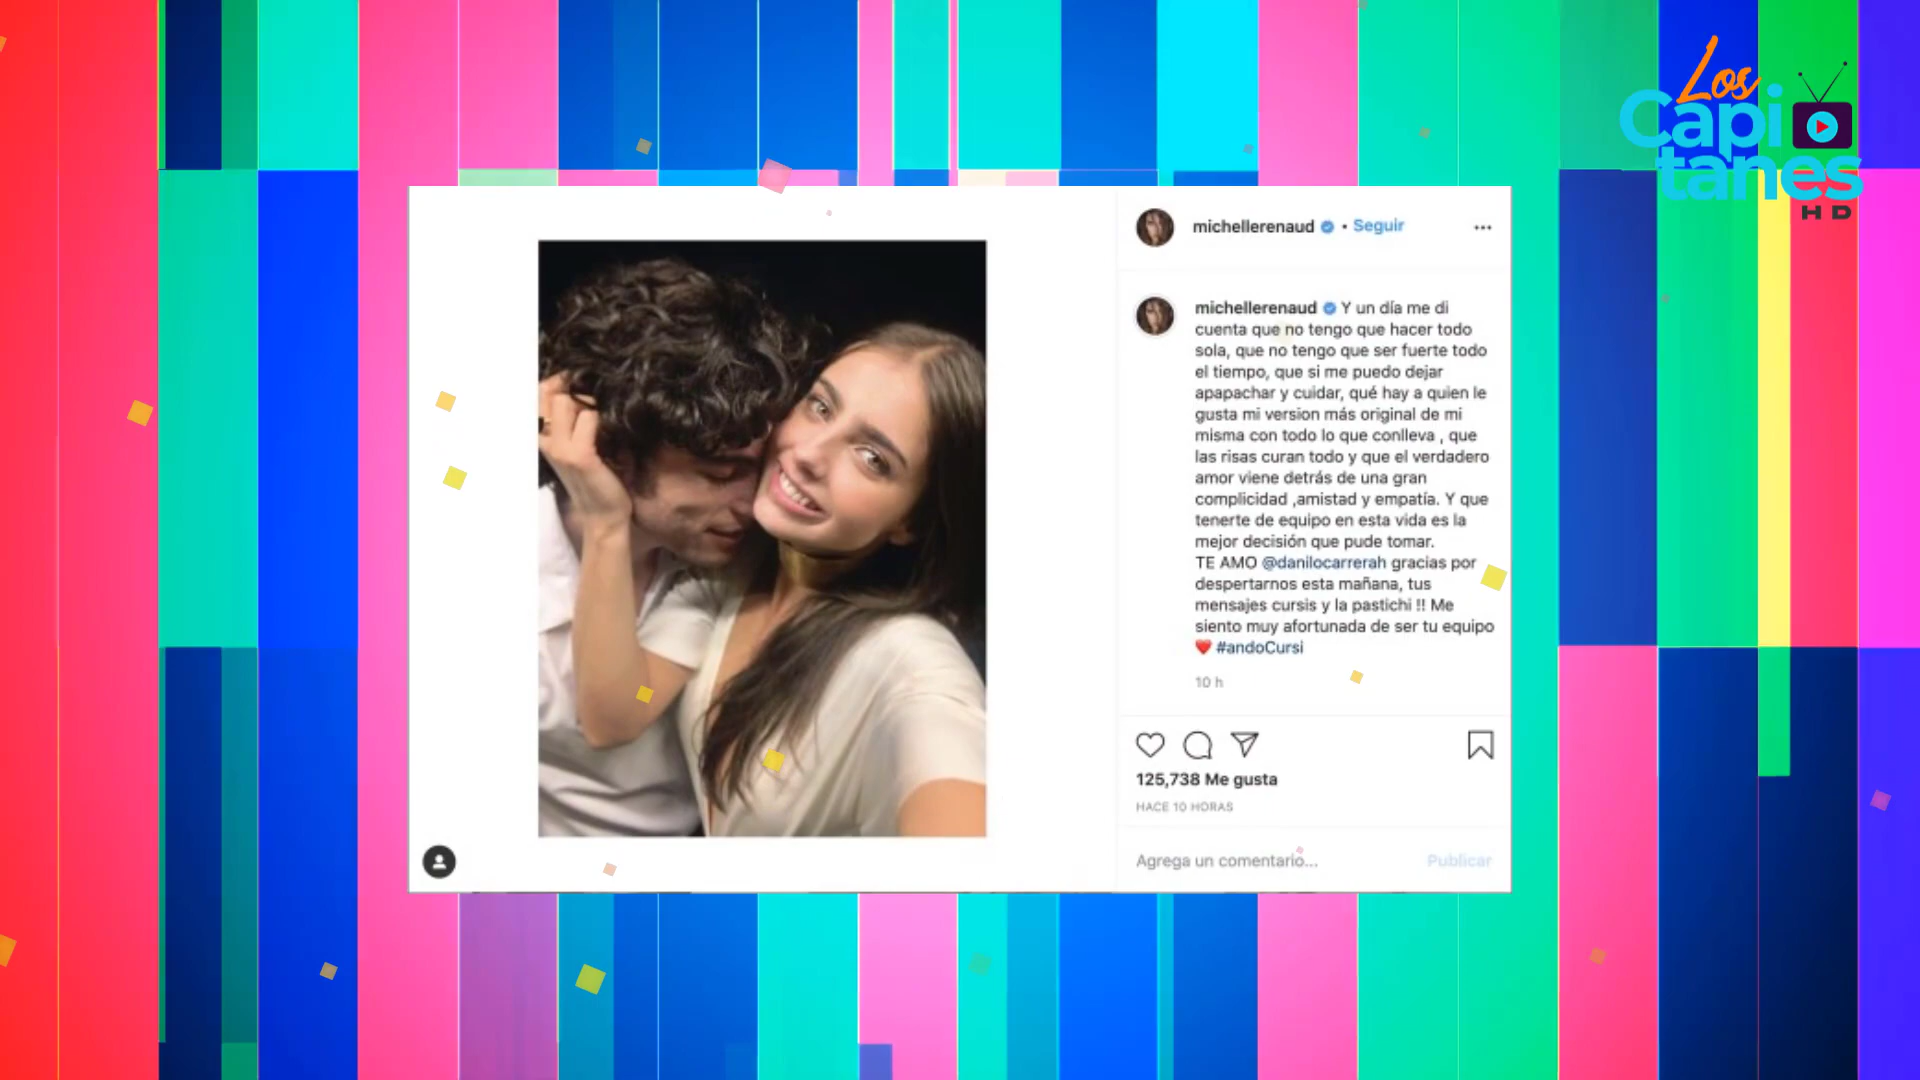 Los
Capi
tanes
HD
michellerenaud • Seguir
michellerenaud Y un día me di
cuenta que no tengo que hacer todo
sola, que no tengo que ser fuerte todo
el tiempo, que si me puedo dejar
apapachar y cuidar, qué hay a quien le
gusta mi version más original de mi
misma con todo lo que conlleva , que
las risas curan todo y que el verdadero
amor viene detrás de una gran
complicidad ,amistad y empatía. Y que
tenerte de equipo en esta vida es la
mejor decisión que pude tomar.
TE AMO @danilocarrerah gracias por
despertarnos esta mañana, tus
mensajes cursis y la pastichi !! Me
siento muy afortunada de ser tu equipo
❤️ #andoCursi
10 h
125,738 Me gusta
HACE 10 HORAS
Agrega un comentario... Publicar